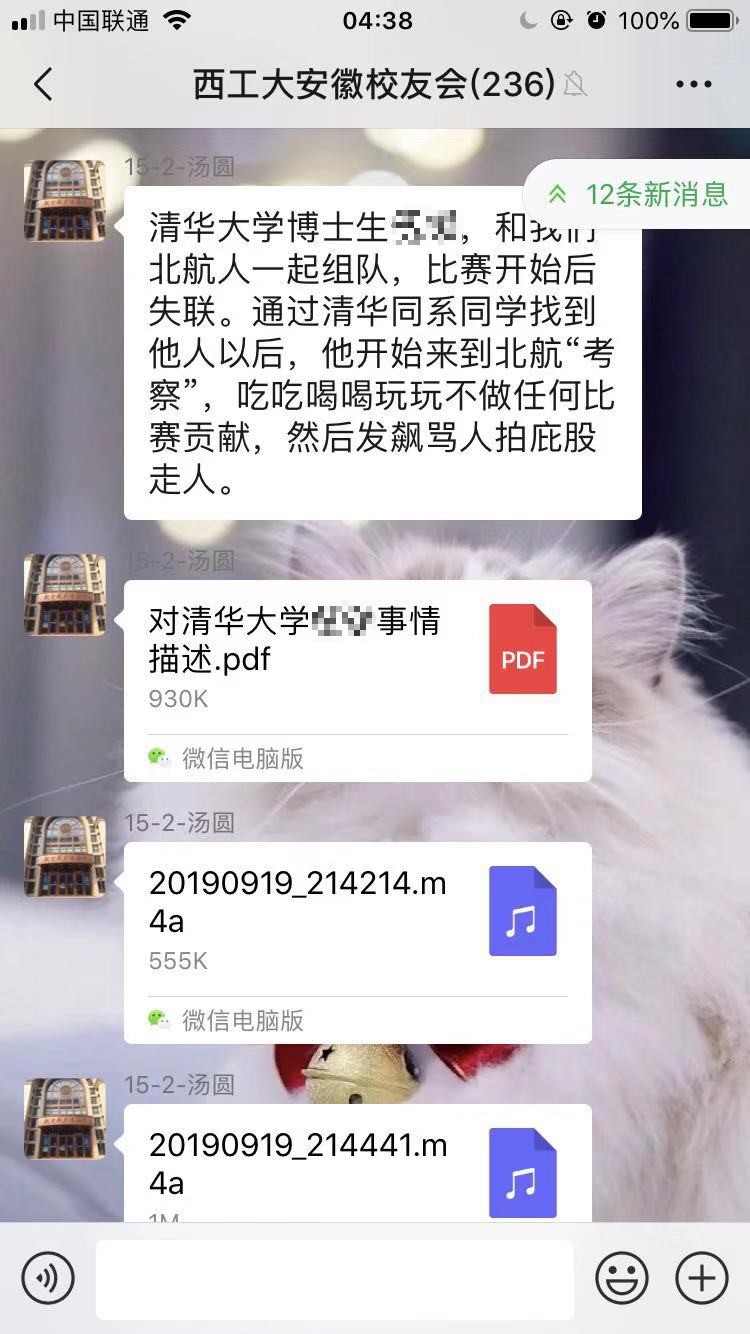 中国联通
04:38
100%
西工大安徽校友会(236)
15-2-汤圆
12条新消息
清华大学博士生，和我们
北航人一起组队，比赛开始后
失联。通过清华同系同学找到
他人以后，他开始来到北航“考
察”，吃吃喝喝玩玩不做任何比
赛贡献，然后发飙骂人拍庇股
走人。
15-2-汤圆
对清华大学事情
描述.pdf
PDF
930K
微信电脑版
15-2-汤圆
20190919_214214.m
4a
555K
微信电脑版
15-2-汤圆
20190919_214441.m
4a
1M